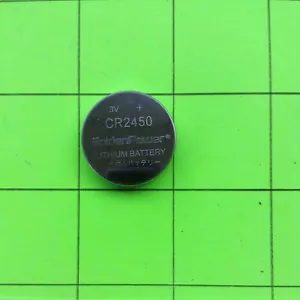 3V +
CR2450
GoldenPower®
LITHIUM BATTERY